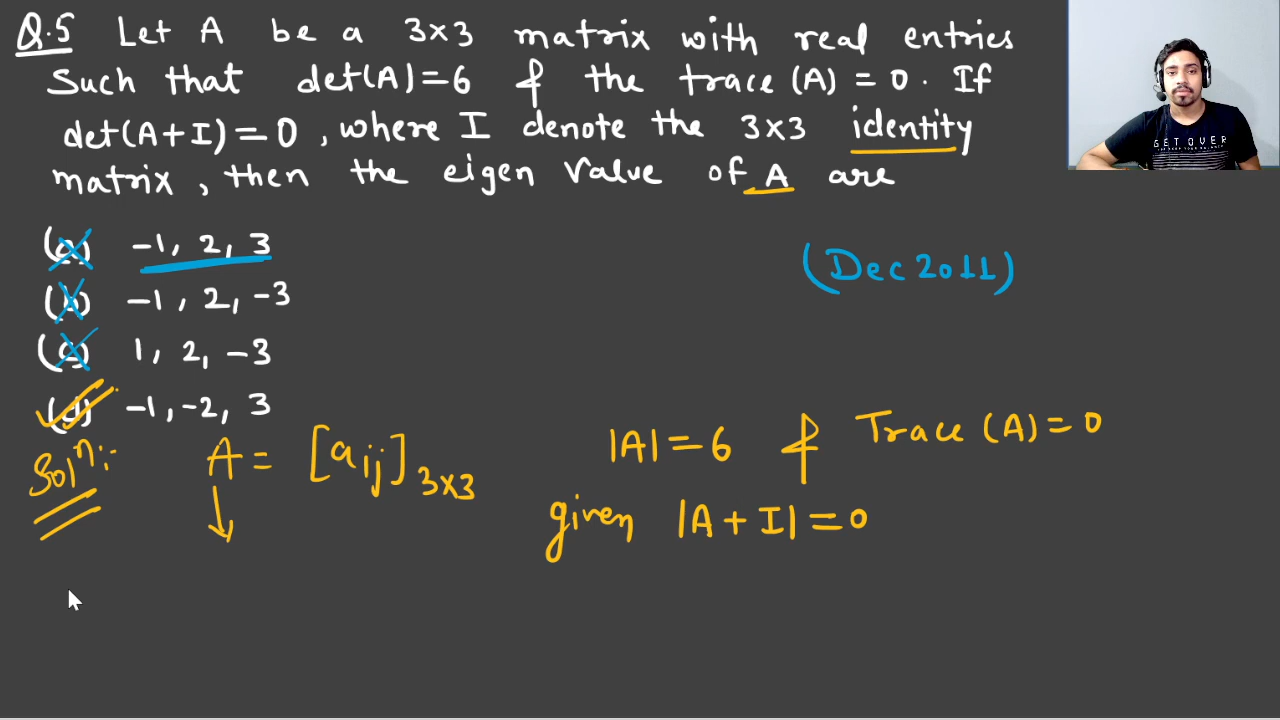 Q.5 Let A be a 3×3 matrix with real entries
Such that det(A)=6 & the trace (A) = 0. If
det(A+I)=0, where I denote the 3×3 identity
matrix, then the eigen value of A are
(a) -1, 2, 3
(b) -1, 2, -3
(c) 1, 2, -3
(d) -1, -2, 3
(Dec 2011)
GET OVER
Solⁿ:- A = [aij]3×3 |A| = 6 & Trace (A) = 0
given |A + I| = 0